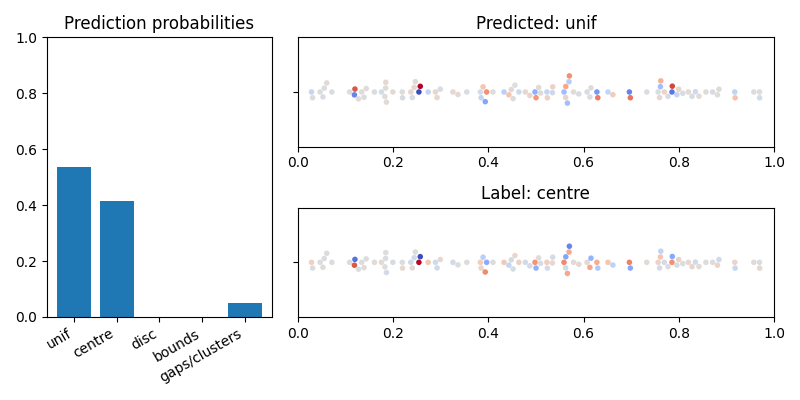 Prediction probabilities
1.0
0.8
0.6
0.4
0.2
0.0
unif
centre
disc
bounds
gaps/clusters
Predicted: unif
0.0 0.2 0.4 0.6 0.8 1.0
Label: centre
0.0 0.2 0.4 0.6 0.8 1.0